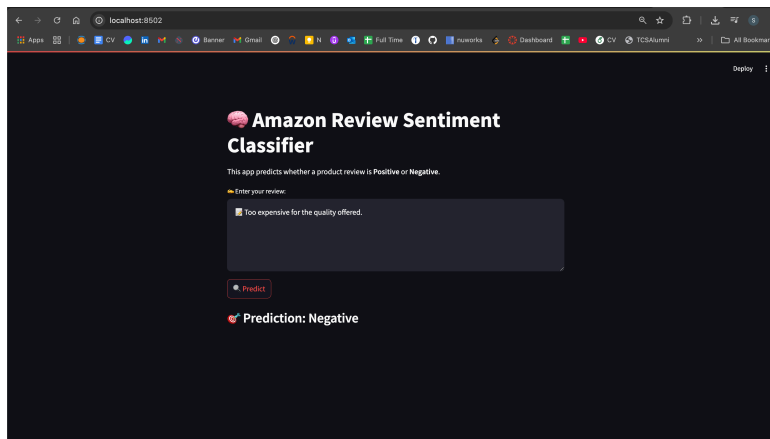 localhost:8502
Apps CV Banner Gmail N Full Time nuworks Dashboard CV TCSAlumni » All Bookmar
Deploy
🧠 Amazon Review Sentiment
Classifier
This app predicts whether a product review is Positive or Negative.
✍️ Enter your review:
📝 Too expensive for the quality offered.
🔍 Predict
🎯 Prediction: Negative